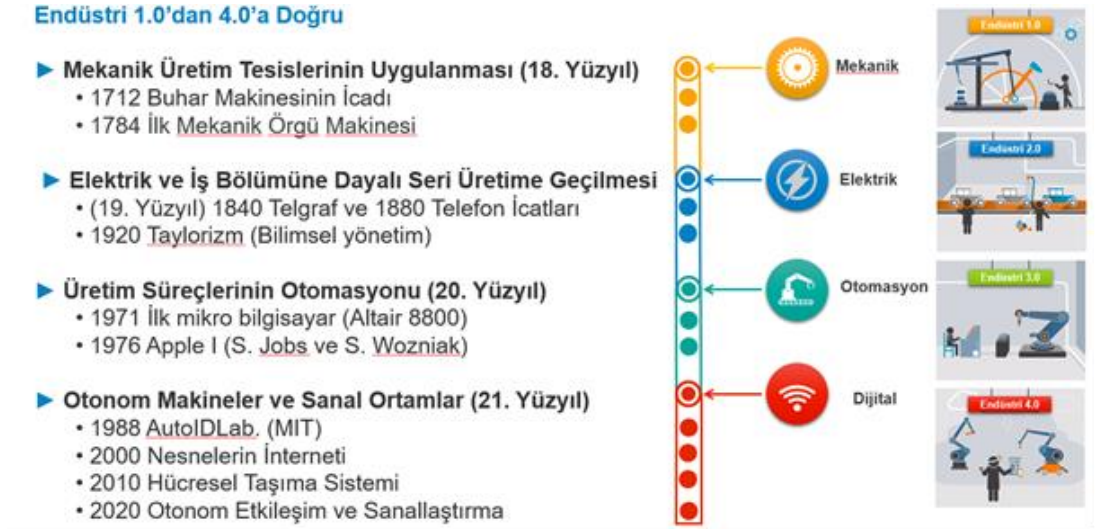 Endüstri 1.0'dan 4.0'a Doğru
► Mekanik Üretim Tesislerinin Uygulanması (18. Yüzyıl)
• 1712 Buhar Makinesinin İcadı
• 1784 İlk Mekanik Örgü Makinesi
► Elektrik ve İş Bölümüne Dayalı Seri Üretime Geçilmesi
• (19. Yüzyıl) 1840 Telgraf ve 1880 Telefon İcatları
• 1920 Taylorizm (Bilimsel yönetim)
► Üretim Süreçlerinin Otomasyonu (20. Yüzyıl)
• 1971 İlk mikro bilgisayar (Altair 8800)
• 1976 Apple I (S. Jobs ve S. Wozniak)
► Otonom Makineler ve Sanal Ortamlar (21. Yüzyıl)
• 1988 AutoIDLab. (MIT)
• 2000 Nesnelerin İnterneti
• 2010 Hücresel Taşıma Sistemi
• 2020 Otonom Etkileşim ve Sanallaştırma
Mekanik
Elektrik
Otomasyon
Dijital
Endüstri 1.0
Endüstri 2.0
Endüstri 3.0
Endüstri 4.0